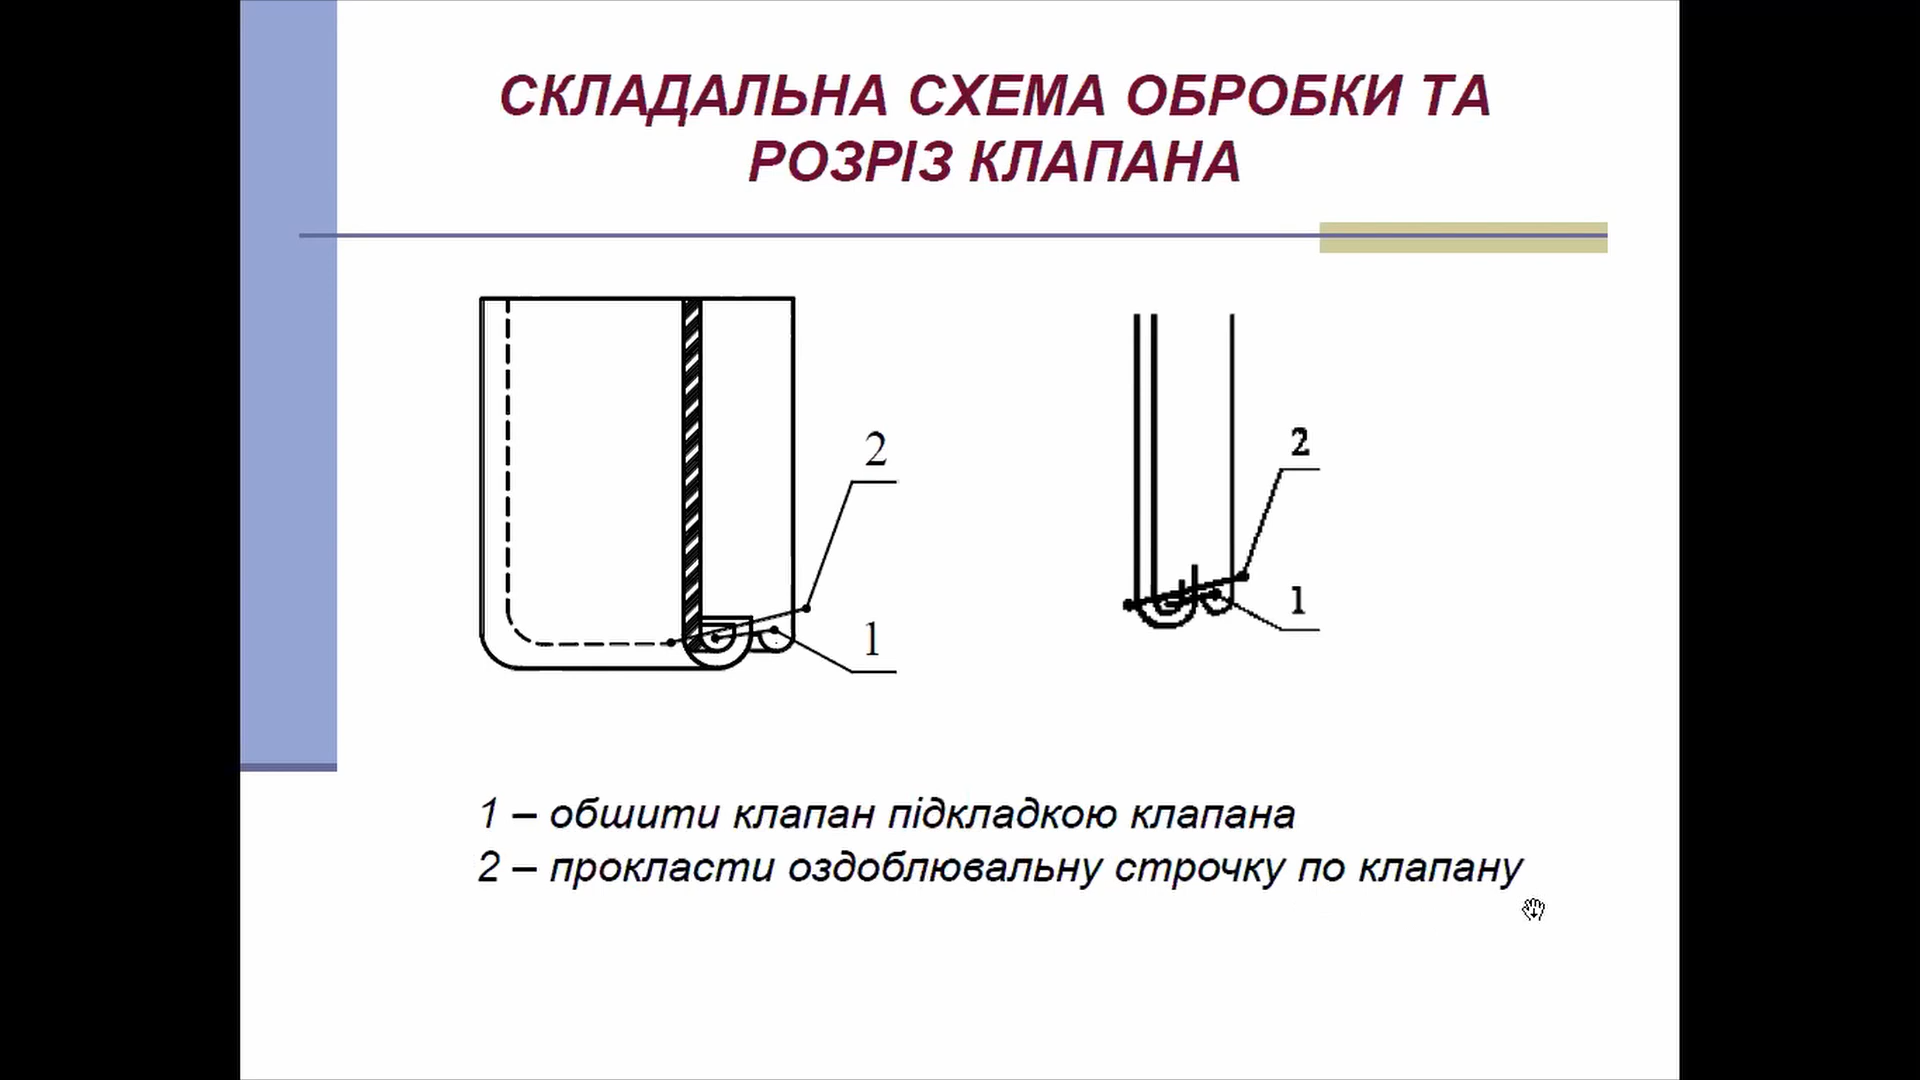 СКЛАДАЛЬНА СХЕМА ОБРОБКИ ТА
РОЗРІЗ КЛАПАНА
2
1
2
1
1 – обшити клапан підкладкою клапана
2 – прокласти оздоблювальну строчку по клапану